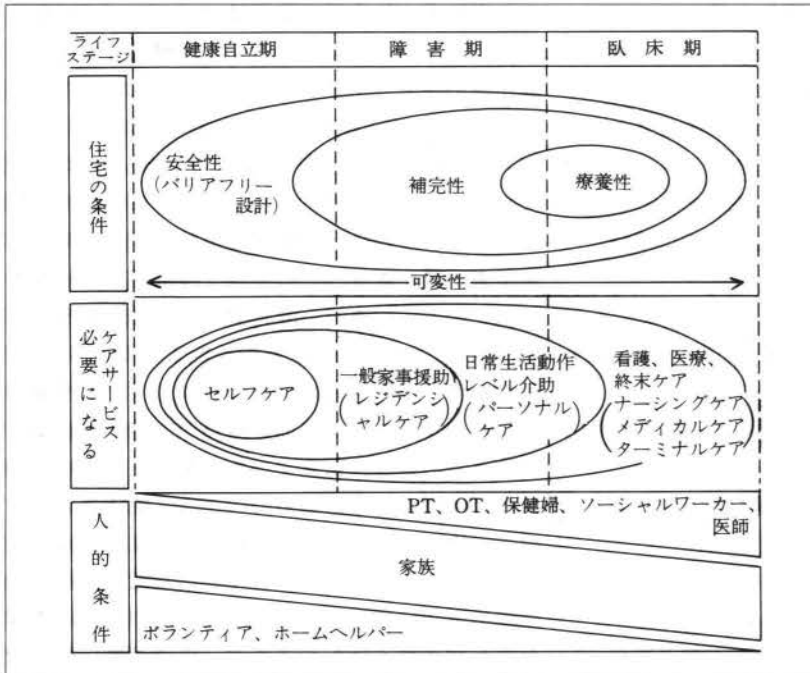 ライフ
ステージ
健康自立期
障害期
臥床期
住宅の条件
安全性
(バリアフリー
設計)
補完性
療養性
可変性
必要になる
ケアサービス
セルフケア
一般家事援助
(レジデンシ
ャルケア)
日常生活動作
レベル介助
(パーソナル
ケア)
看護、医療、
終末ケア
(ナーシングケア
メディカルケア
ターミナルケア)
人的条件
PT、OT、保健婦、ソーシャルワーカー、
医師
家族
ボランティア、ホームヘルパー